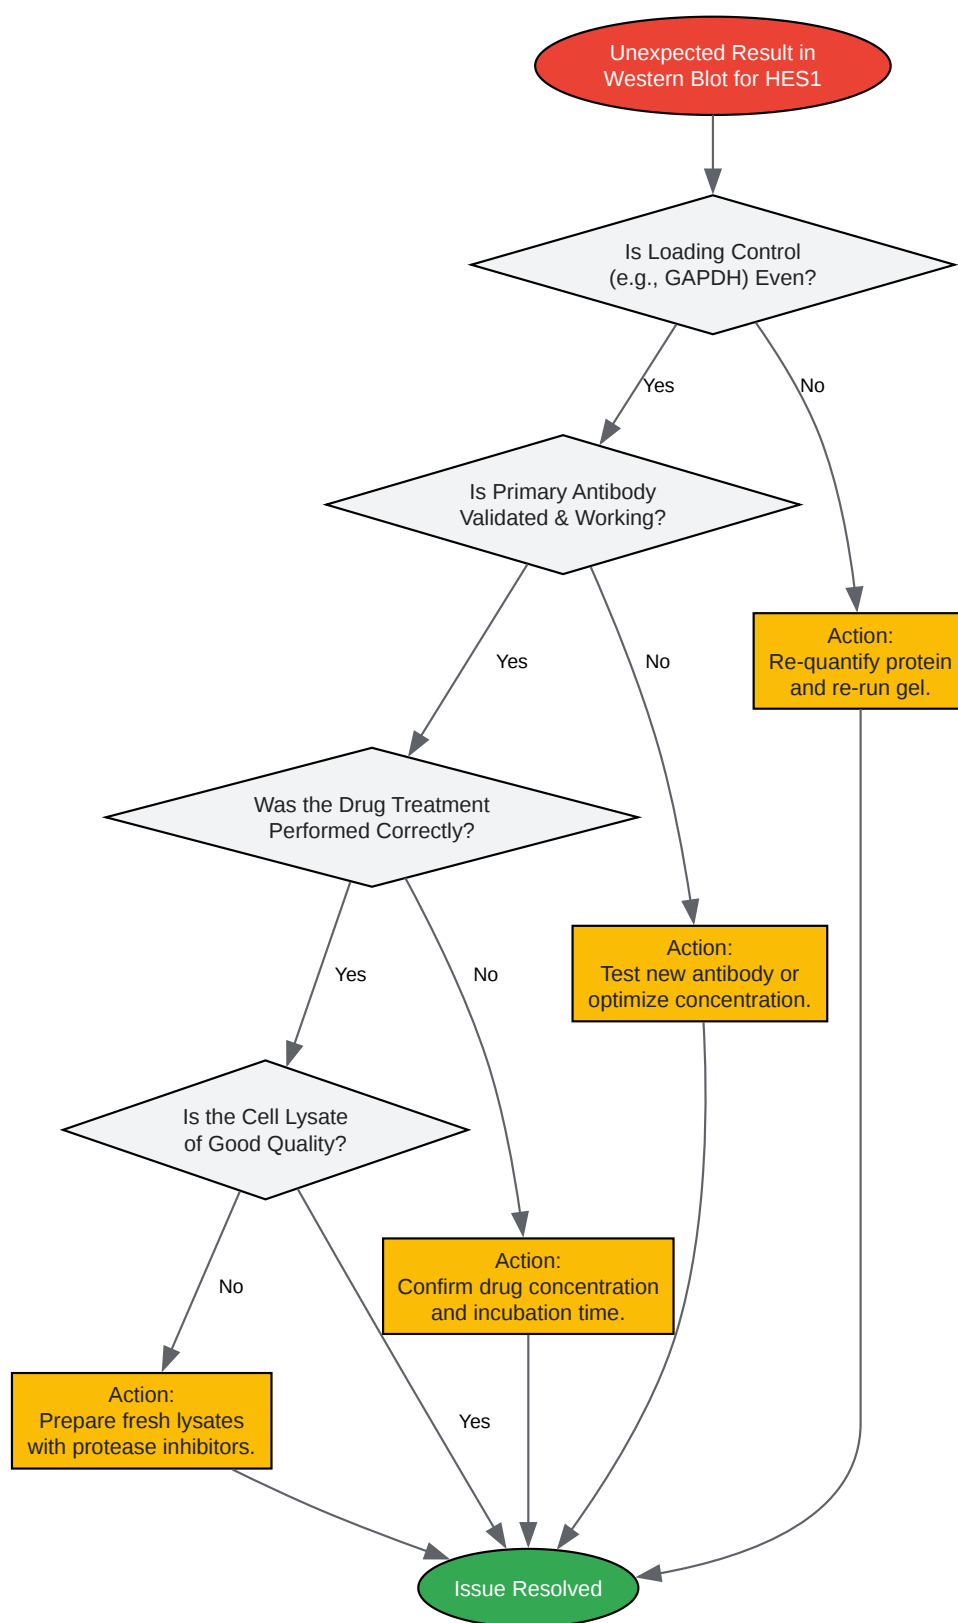 Unexpected Result in
Western Blot for HES1
Is Loading Control
(e.g., GAPDH) Even?
Yes
No
Is Primary Antibody
Validated & Working?
Action:
Re-quantify protein
and re-run gel.
Yes
No
Was the Drug Treatment
Performed Correctly?
Action:
Test new antibody or
optimize concentration.
Yes
No
Is the Cell Lysate
of Good Quality?
Action:
Confirm drug concentration
and incubation time.
No
Yes
Action:
Prepare fresh lysates
with protease inhibitors.
Issue Resolved